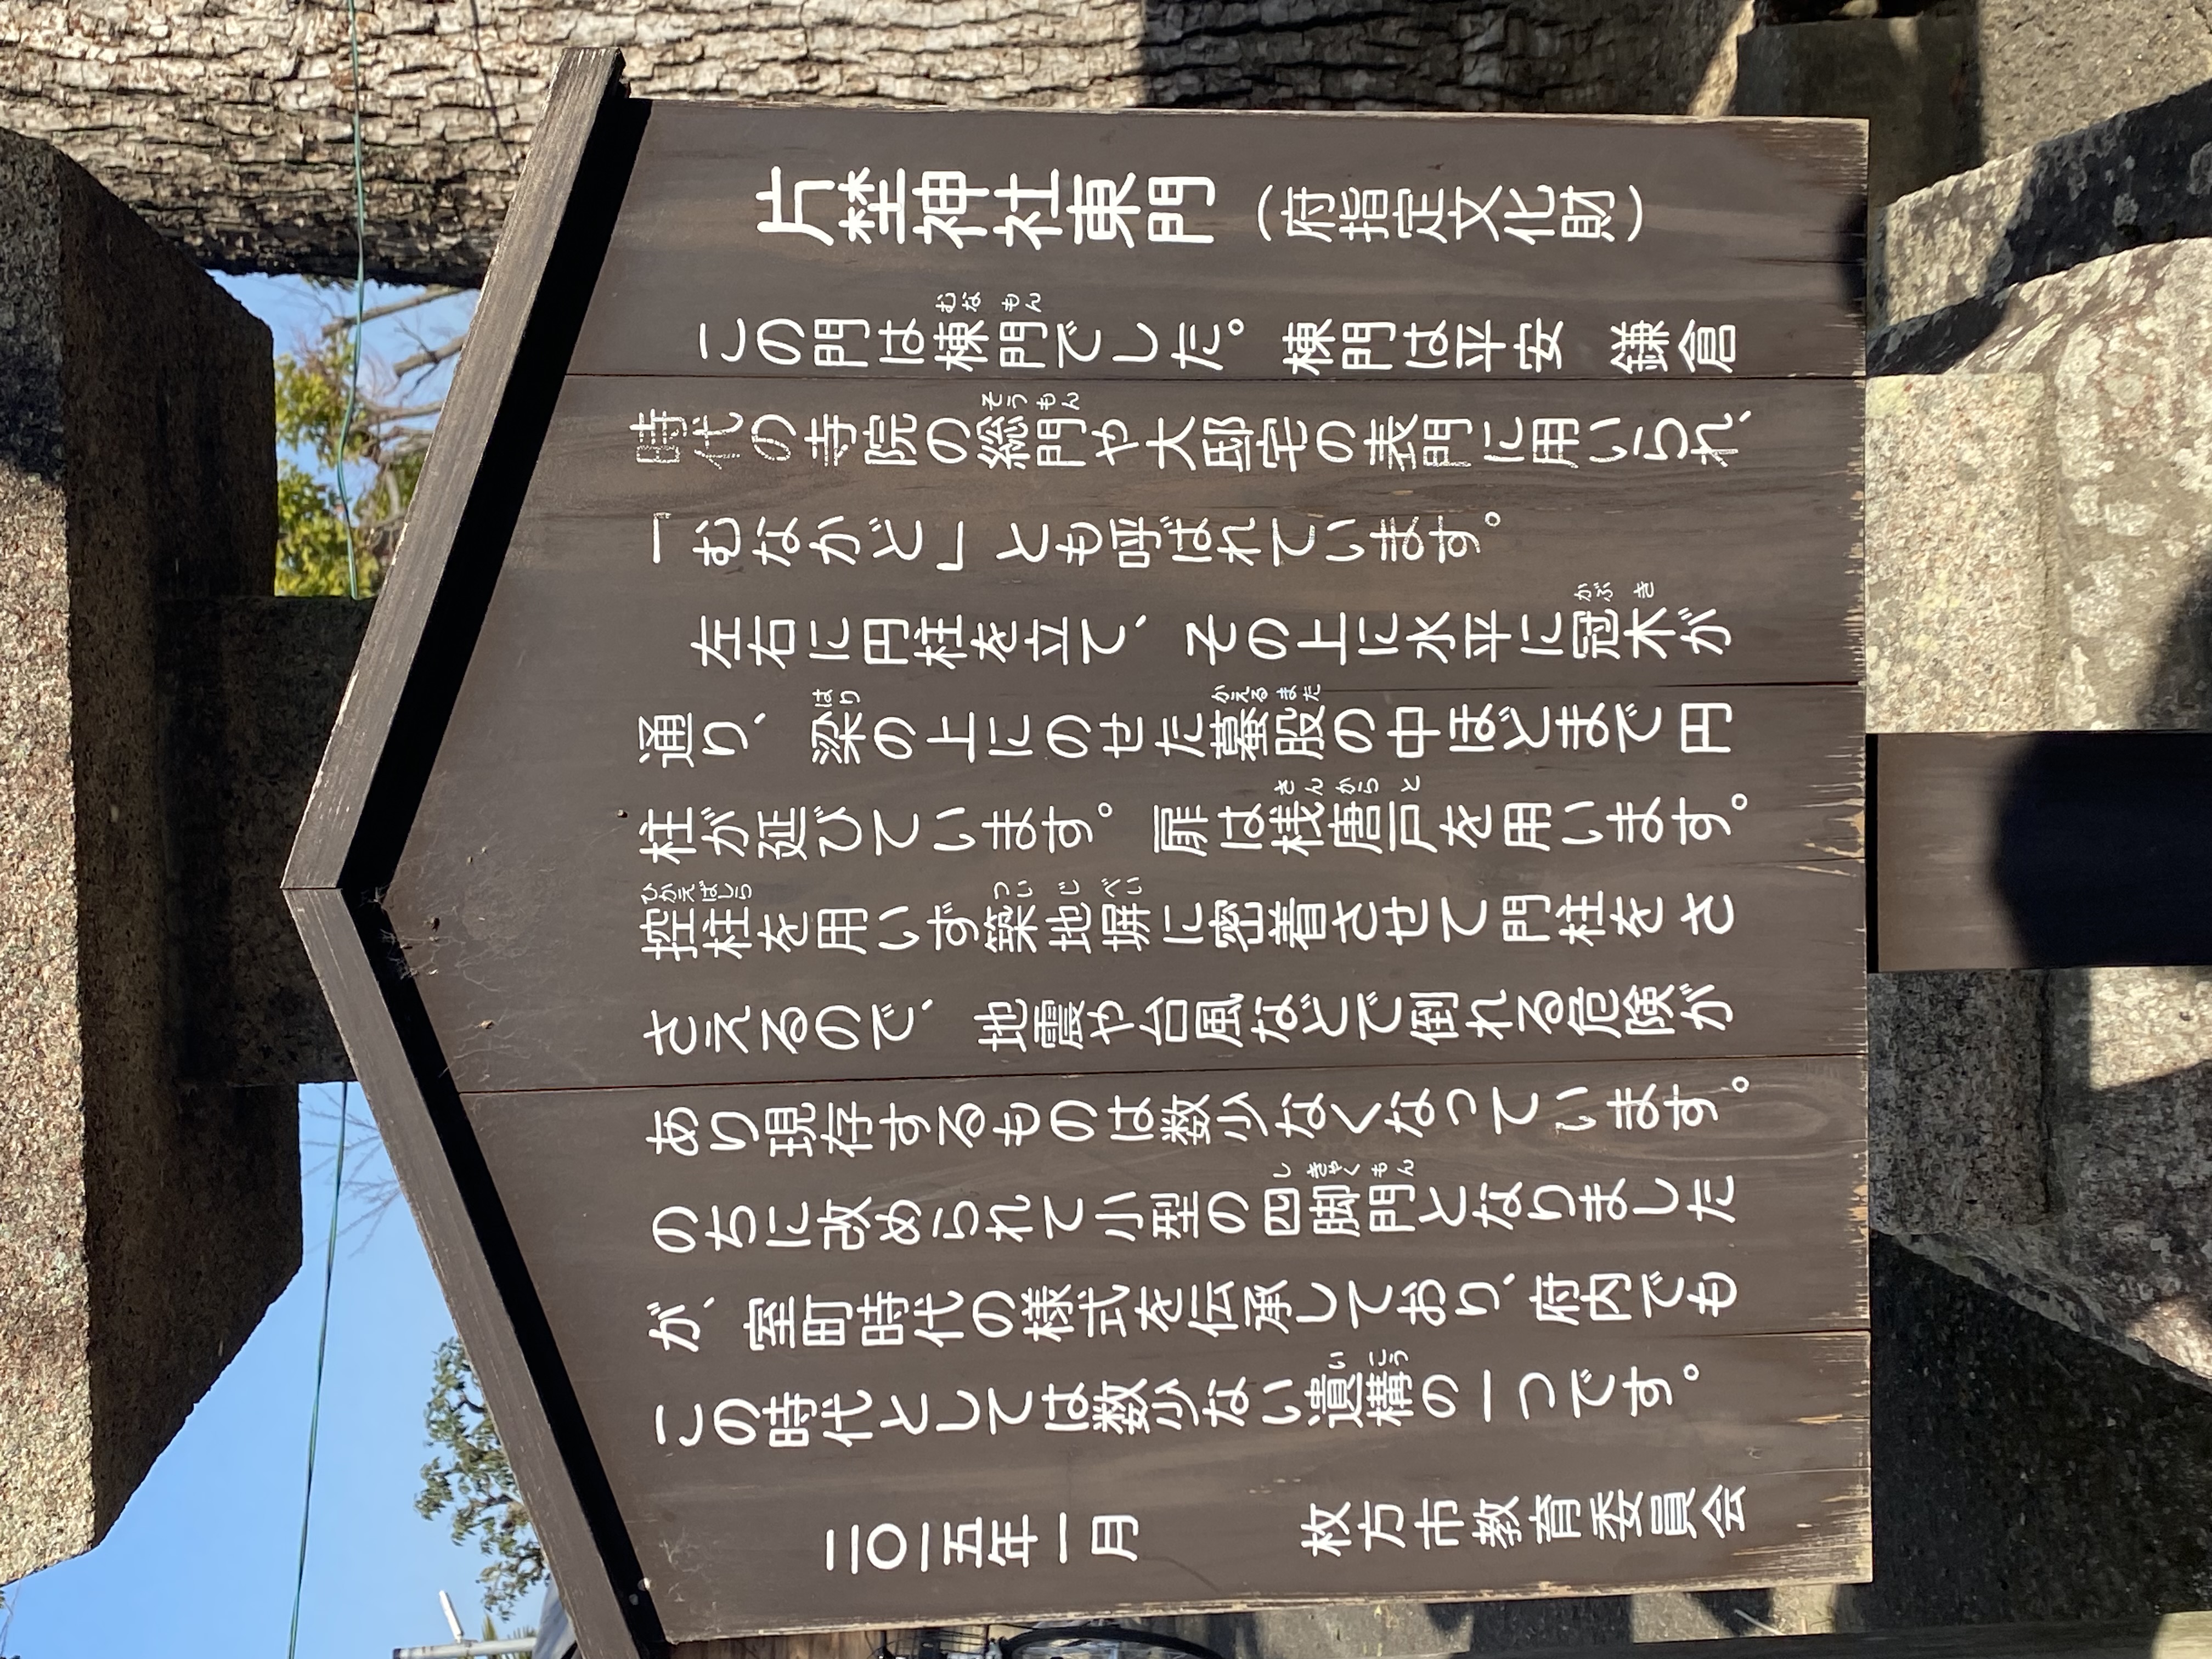 片埜神社東門（府指定文化財）
この門は棟門でした。棟門は平安 鎌倉
時代の寺院の総門や大邸宅の表門に用いられ、
「むなかど」とも呼ばれています。
左右に円柱を立て、その上に水平に冠木が
通り、梁の上にのせた蟇股の中ほどまで円
柱が延びています。扉は桟唐戸を用います。
控柱を用いず築地塀に密着させて門柱をさ
さえるので、地震や台風などで倒れる危険が
あり現存するものは数少なくなっています。
のちに改められて小型の四脚門となりました
が、室町時代の様式を伝承しており、府内でも
この時代としては数少ない遺構の一つです。
二〇一五年一月 枚方市教育委員会